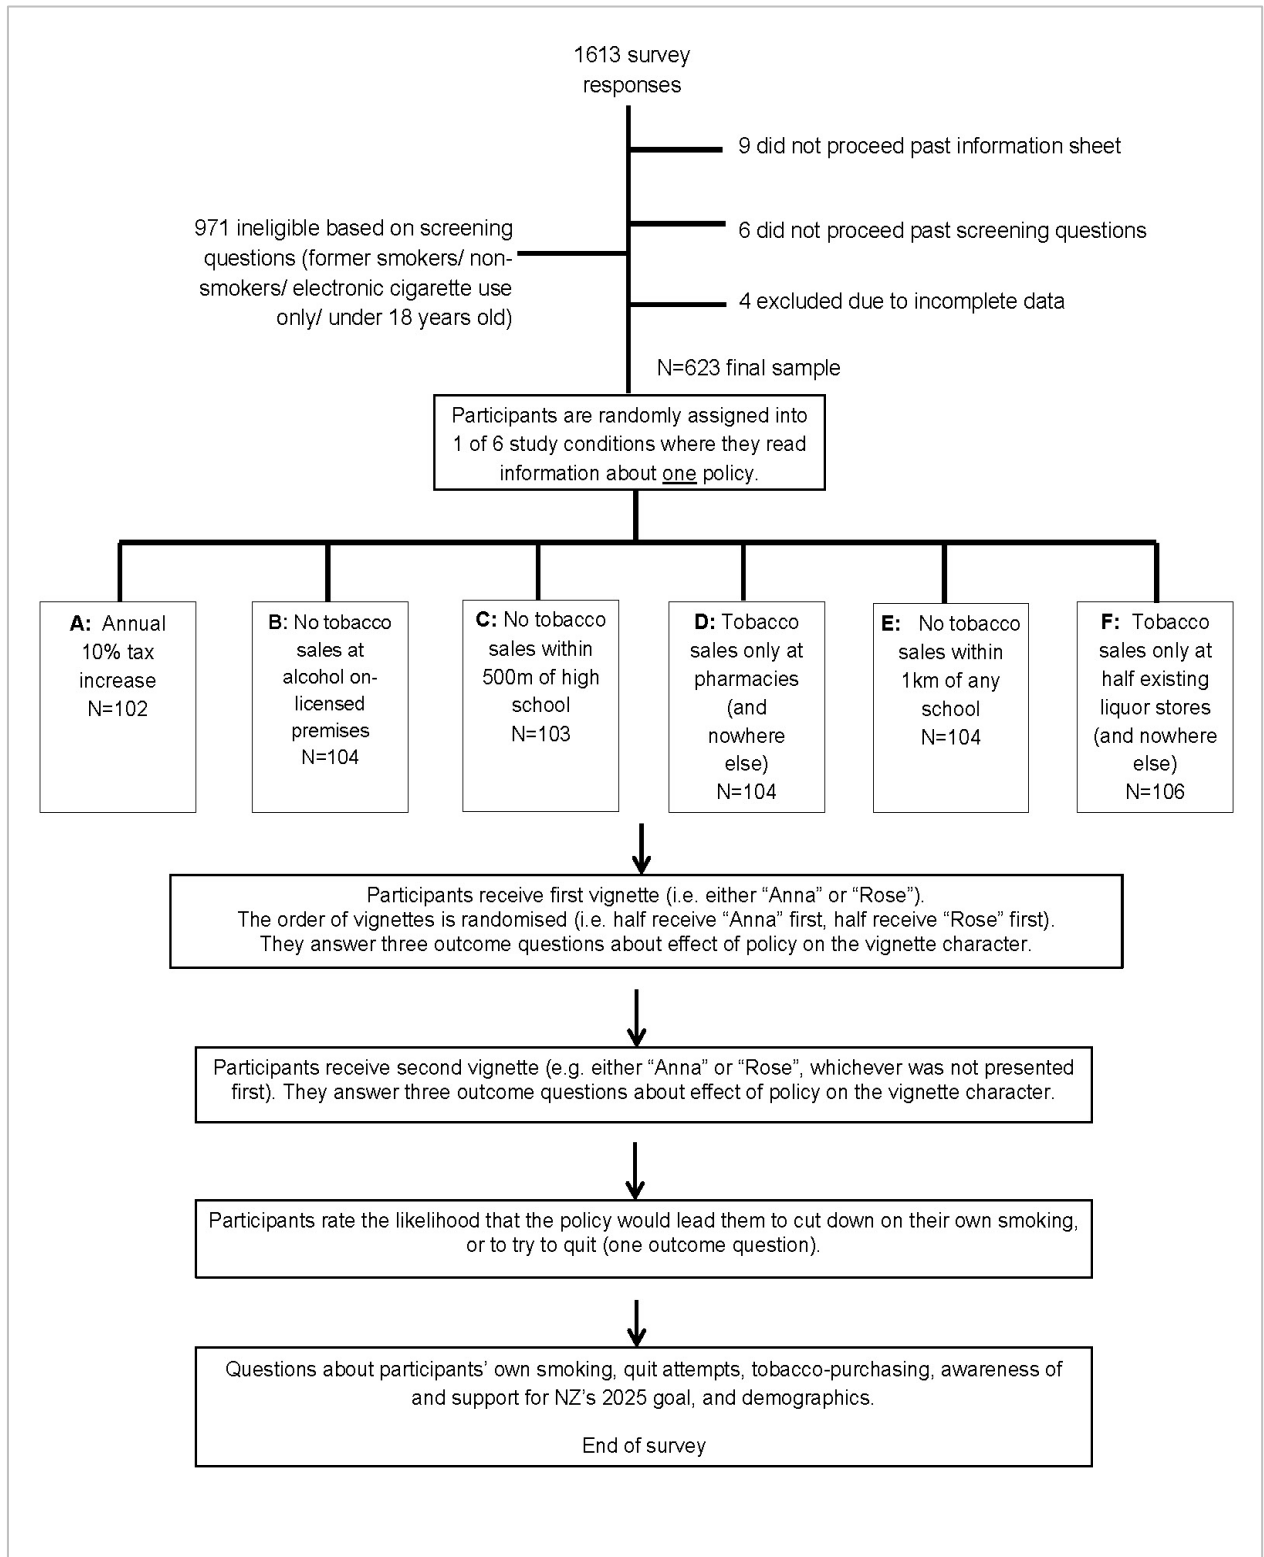 1613 survey
responses
9 did not proceed past information sheet
971 ineligible based on screening
questions (former smokers/ non-
smokers/ electronic cigarette use
only/ under 18 years old)
6 did not proceed past screening questions
4 excluded due to incomplete data
N=623 final sample
Participants are randomly assigned into
1 of 6 study conditions where they read
information about one policy.
A: Annual
10% tax
increase
N=102
B: No tobacco
sales at
alcohol on-
licensed
premises
N=104
C: No tobacco
sales within
500m of high
school
N=103
D: Tobacco
sales only at
pharmacies
(and
nowhere
else)
N=104
E: No tobacco
sales within
1km of any
school
N=104
F: Tobacco
sales only at
half existing
liquor stores
(and nowhere
else)
N=106
Participants receive first vignette (i.e. either “Anna” or “Rose”).
The order of vignettes is randomised (i.e. half receive “Anna” first, half receive “Rose” first).
They answer three outcome questions about effect of policy on the vignette character.
Participants receive second vignette (e.g. either “Anna” or “Rose”, whichever was not presented
first). They answer three outcome questions about effect of policy on the vignette character.
Participants rate the likelihood that the policy would lead them to cut down on their own smoking,
or to try to quit (one outcome question).
Questions about participants’ own smoking, quit attempts, tobacco-purchasing, awareness of
and support for NZ’s 2025 goal, and demographics.
End of survey